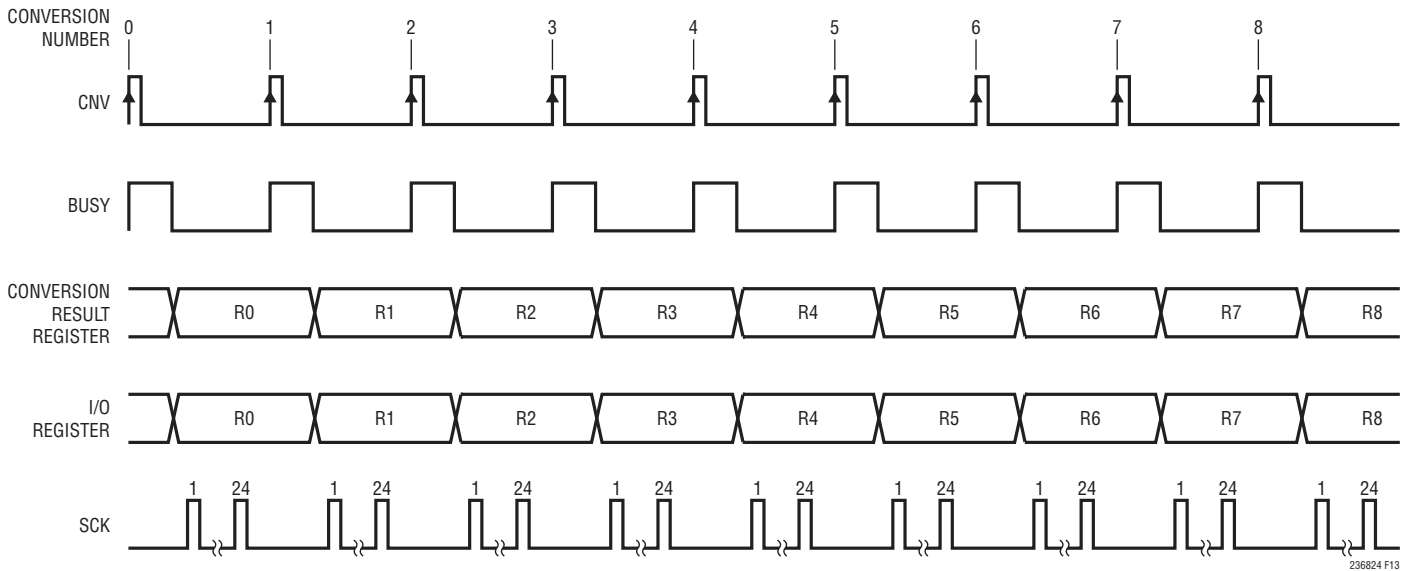 CONVERSION
NUMBER
0 1 2 3 4 5 6 7 8
CNV
BUSY
CONVERSION
RESULT
REGISTER
R0 R1 R2 R3 R4 R5 R6 R7 R8
I/O
REGISTER
R0 R1 R2 R3 R4 R5 R6 R7 R8
1 24 1 24 1 24 1 24 1 24 1 24 1 24 1 24 1 24
SCK
236824 F13